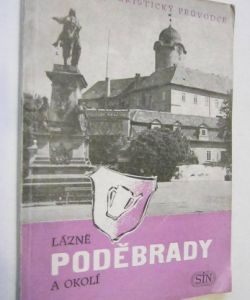 TURISTICKÝ PRŮVODCE
LÁZNĚ
PODĚBRADY
A OKOLÍ
STN